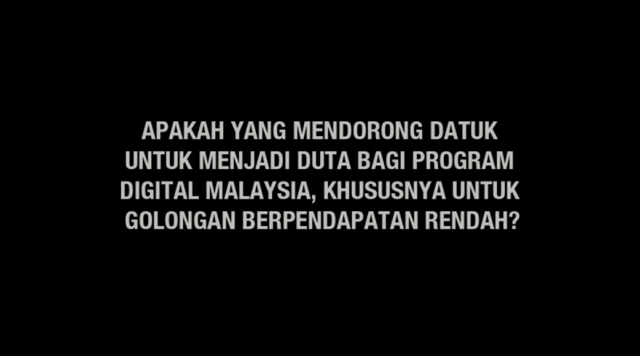 APAKAH YANG MENDORONG DATUK
UNTUK MENJADI DUTA BAGI PROGRAM
DIGITAL MALAYSIA, KHUSUSNYA UNTUK
GOLONGAN BERPENDAPATAN RENDAH?